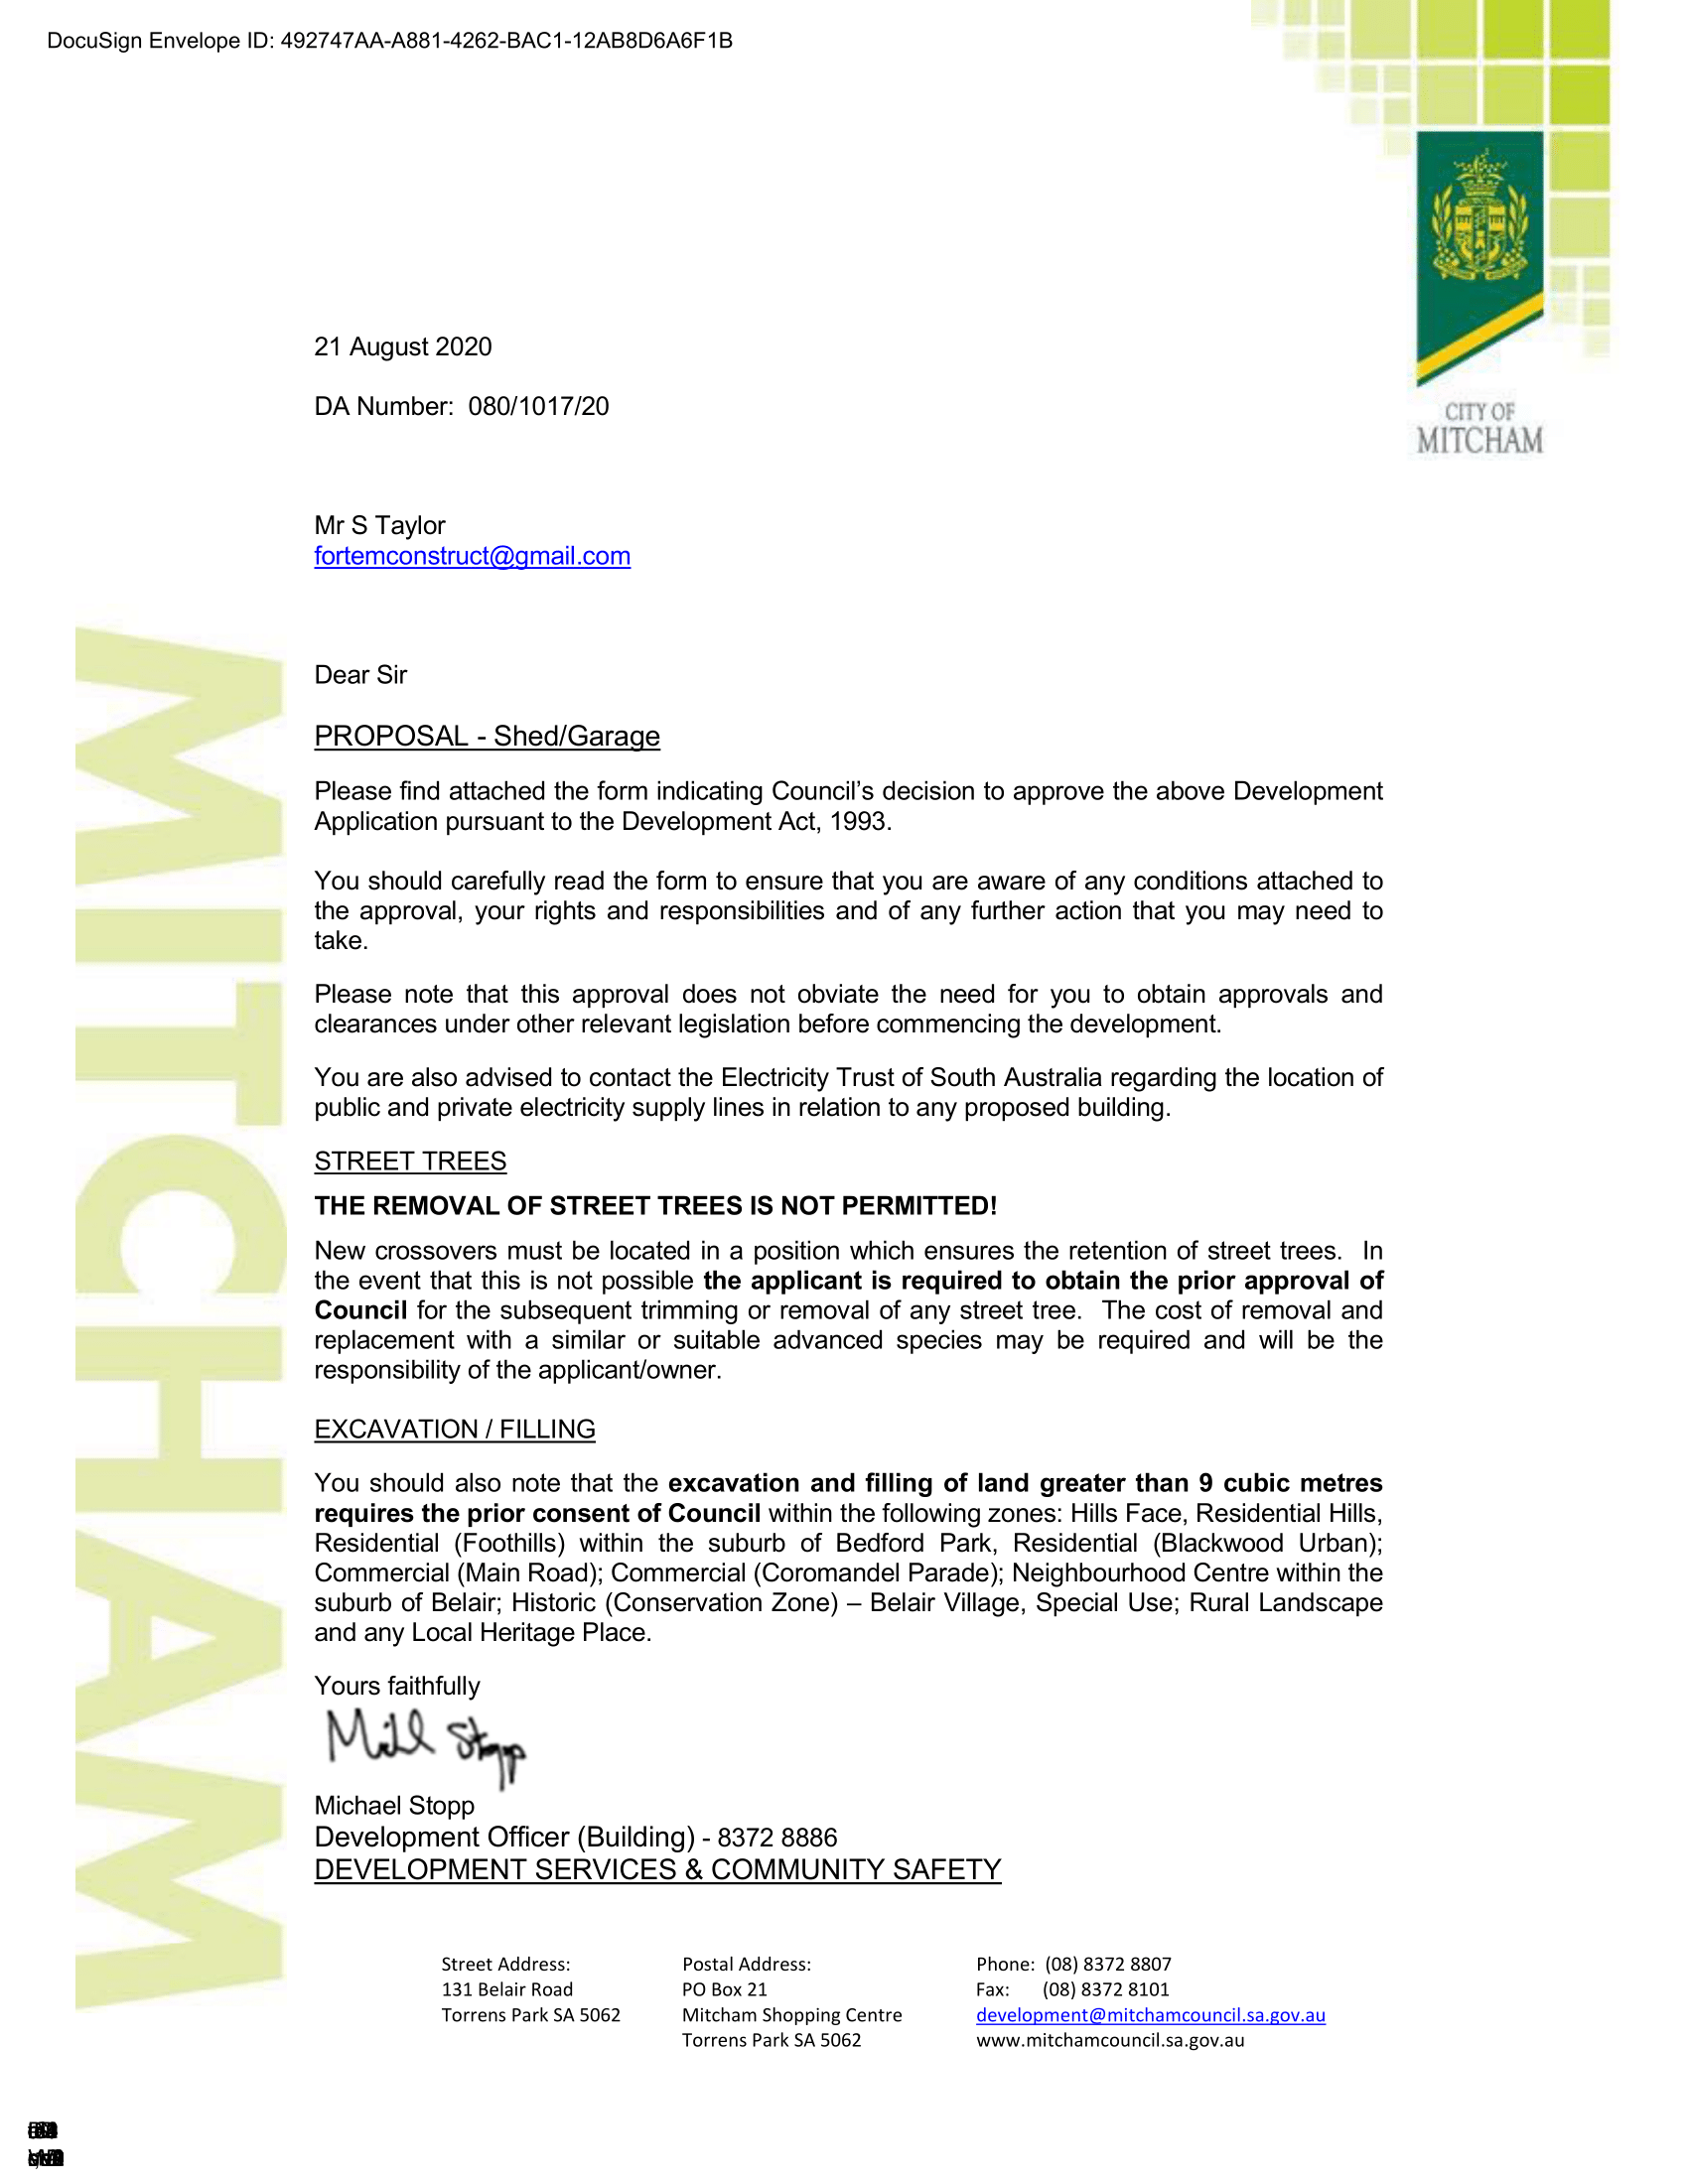 DocuSign Envelope ID: 492747AA-A881-4262-BAC1-12AB8D6A6F1B
CITY OF
MITCHAM
21 August 2020
DA Number: 080/1017/20
Mr S Taylor
fortemconstruct@gmail.com
MITCHAM
Dear Sir
PROPOSAL - Shed/Garage
Please find attached the form indicating Council’s decision to approve the above Development
Application pursuant to the Development Act, 1993.
You should carefully read the form to ensure that you are aware of any conditions attached to
the approval, your rights and responsibilities and of any further action that you may need to
take.
Please note that this approval does not obviate the need for you to obtain approvals and
clearances under other relevant legislation before commencing the development.
You are also advised to contact the Electricity Trust of South Australia regarding the location of
public and private electricity supply lines in relation to any proposed building.
STREET TREES
THE REMOVAL OF STREET TREES IS NOT PERMITTED!
New crossovers must be located in a position which ensures the retention of street trees. In
the event that this is not possible the applicant is required to obtain the prior approval of
Council for the subsequent trimming or removal of any street tree. The cost of removal and
replacement with a similar or suitable advanced species may be required and will be the
responsibility of the applicant/owner.
EXCAVATION / FILLING
You should also note that the excavation and filling of land greater than 9 cubic metres
requires the prior consent of Council within the following zones: Hills Face, Residential Hills,
Residential (Foothills) within the suburb of Bedford Park, Residential (Blackwood Urban);
Commercial (Main Road); Commercial (Coromandel Parade); Neighbourhood Centre within the
suburb of Belair; Historic (Conservation Zone) – Belair Village, Special Use; Rural Landscape
and any Local Heritage Place.
Yours faithfully
Michael Stopp
Development Officer (Building) - 8372 8886
DEVELOPMENT SERVICES & COMMUNITY SAFETY
Street Address:
131 Belair Road
Torrens Park SA 5062
Postal Address:
PO Box 21
Mitcham Shopping Centre
Torrens Park SA 5062
Phone: (08) 8372 8807
Fax: (08) 8372 8101
development@mitchamcouncil.sa.gov.au
www.mitchamcouncil.sa.gov.au